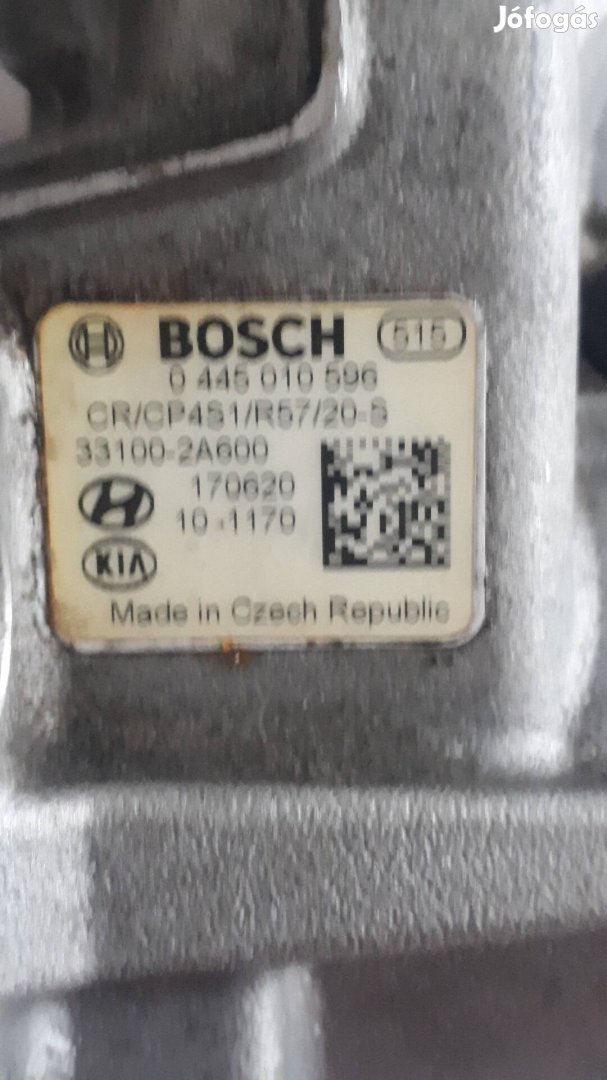 Jófogás
BOSCH 515
0 445 010 596
CR/CP4S1/R57/20-S
33100-2A600
170620
10 1170
KIA
Made in Czech Republic